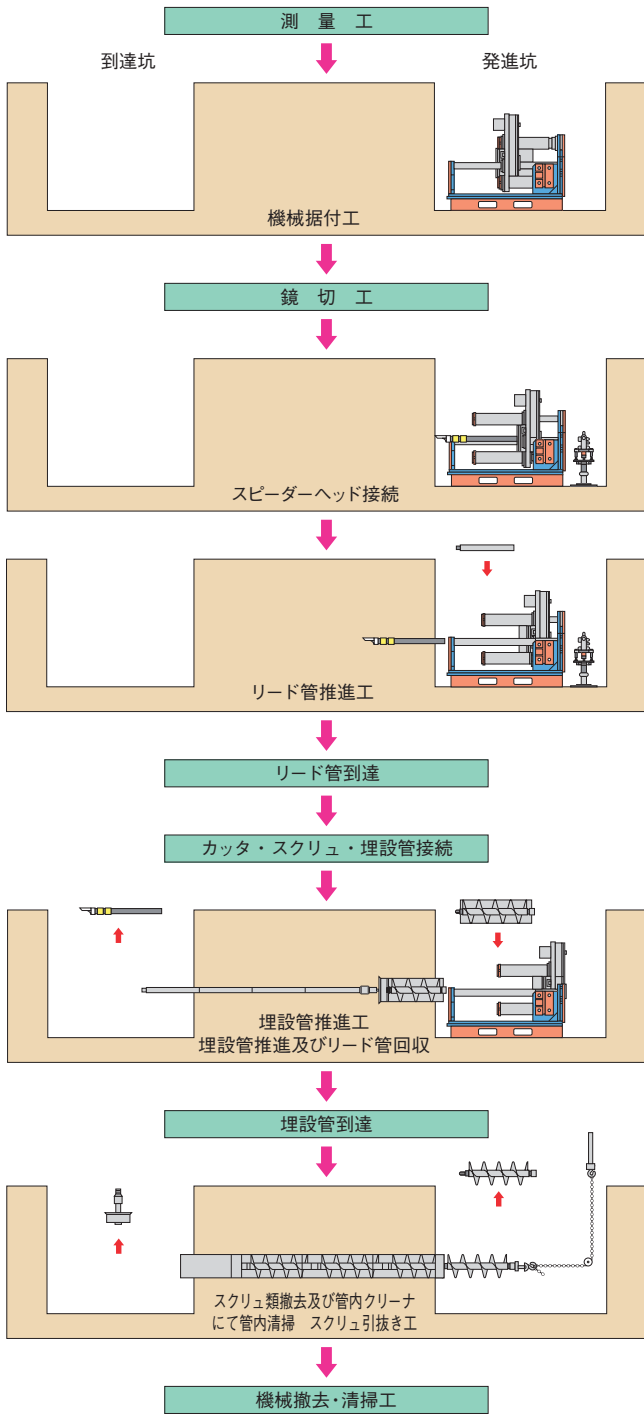 測 量 工
到達坑
発進坑
機械据付工
鏡 切 工
スピーダーヘッド接続
リード管推進工
リード管到達
カッタ・スクリュ・埋設管接続
埋設管推進工
埋設管推進及びリード管回収
埋設管到達
スクリュ類撤去及び管内クリーナ
にて管内清掃　スクリュ引抜き工
機械撤去・清掃工